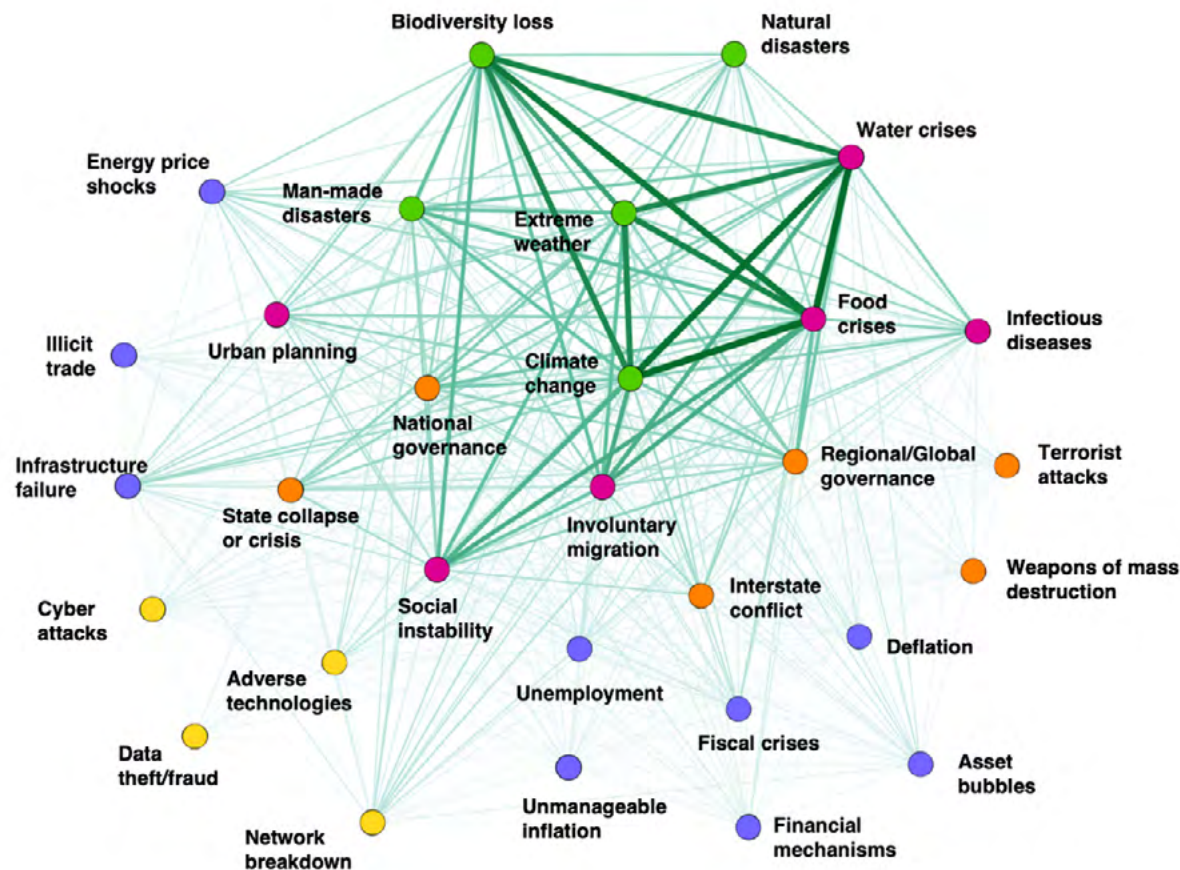 Biodiversity loss
Natural
disasters
Water crises
Energy price
shocks
Man-made
disasters
Extreme
weather
Food
crises
Infectious
diseases
Illicit
trade
Urban planning
Climate
change
National
governance
Regional/Global
governance
Terrorist
attacks
Infrastructure
failure
State collapse
or crisis
Involuntary
migration
Weapons of mass
destruction
Interstate
conflict
Cyber
attacks
Social
instability
Deflation
Adverse
technologies
Unemployment
Fiscal crises
Data
theft/fraud
Asset
bubbles
Unmanageable
inflation
Financial
mechanisms
Network
breakdown